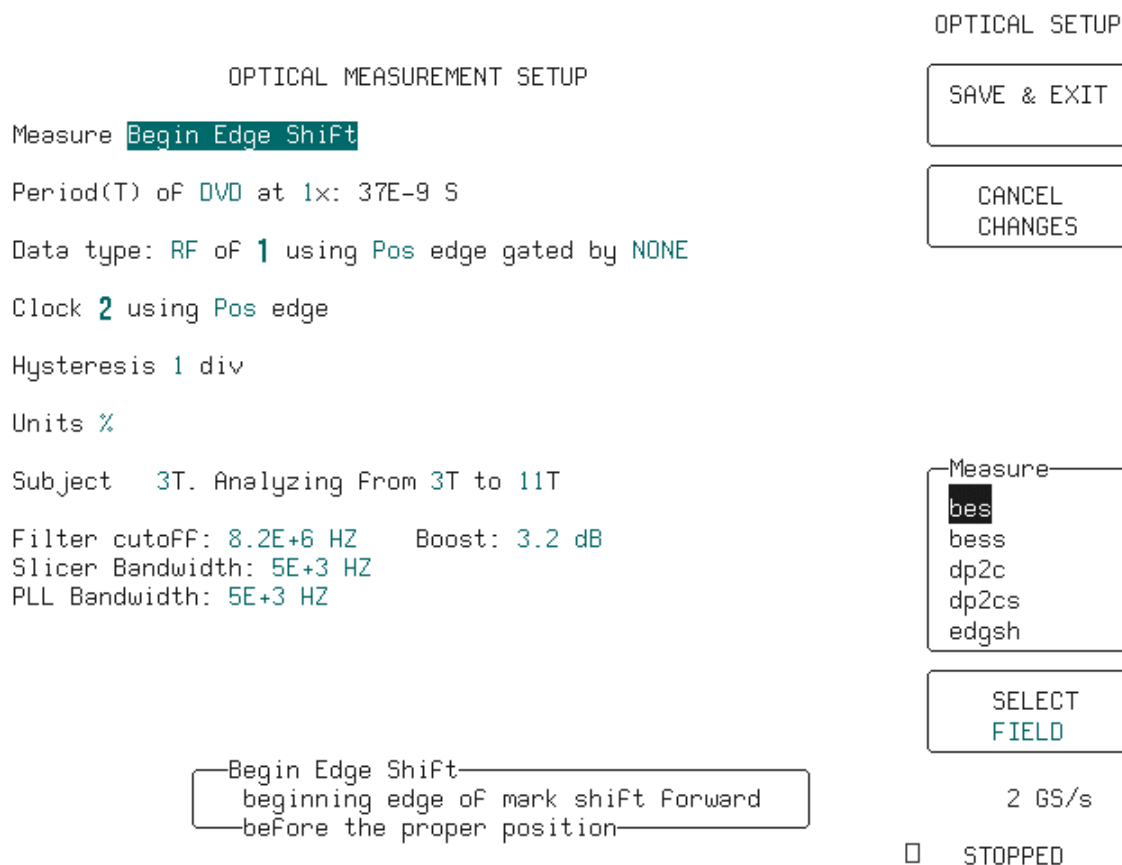 OPTICAL SETUP
OPTICAL MEASUREMENT SETUP
SAVE & EXIT
Measure Begin Edge Shift
Period(T) of DVD at 1x: 37E-9 S
CANCEL
CHANGES
Data type: RF of 1 using Pos edge gated by NONE
Clock 2 using Pos edge
Hysteresis 1 div
Units %
Subject 3T. Analyzing from 3T to 11T
Filter cutoff: 8.2E+6 HZ Boost: 3.2 dB
Slicer Bandwidth: 5E+3 HZ
PLL Bandwidth: 5E+3 HZ
Measure
bes
bess
dp2c
dp2cs
edgsh
SELECT
FIELD
Begin Edge Shift
beginning edge of mark shift forward
before the proper position
2 GS/s
STOPPED